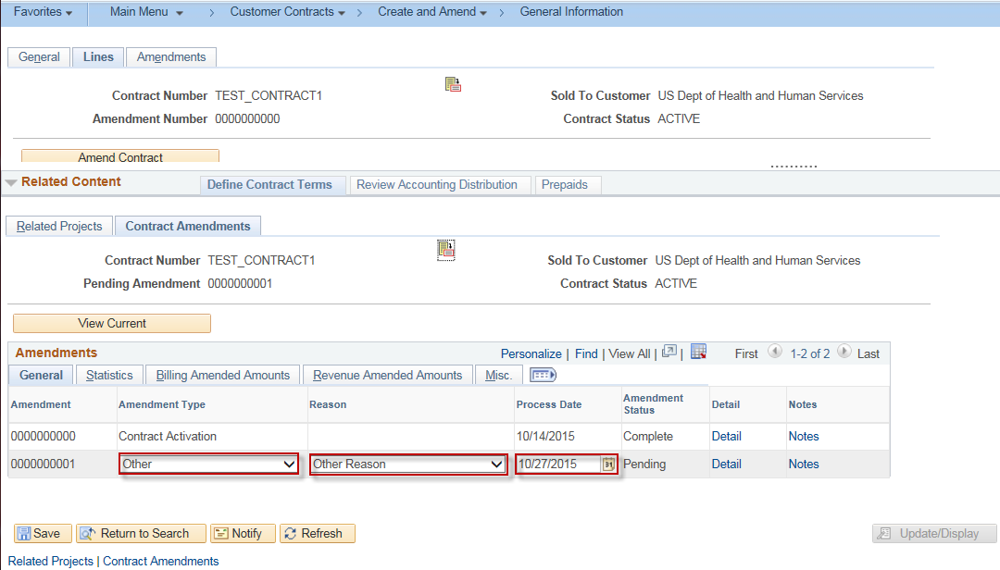 Favorites Main Menu > Customer Contracts > Create and Amend > General Information
General Lines Amendments
Contract Number TEST_CONTRACT1 Sold To Customer US Dept of Health and Human Services
Amendment Number 0000000000 Contract Status ACTIVE
Amend Contract
Related Content Define Contract Terms Review Accounting Distribution Prepaids
Related Projects Contract Amendments
Contract Number TEST_CONTRACT1 Sold To Customer US Dept of Health and Human Services
Pending Amendment 0000000001 Contract Status ACTIVE
View Current
Amendments Personalize | Find | View All | | First 1-2 of 2 Last
General Statistics Billing Amended Amounts Revenue Amended Amounts Misc.
Amendment Amendment Type Reason Process Date Amendment Status Detail Notes
0000000000 Contract Activation 10/14/2015 Complete Detail Notes
0000000001 Other Other Reason 10/27/2015 31 Pending Detail Notes
Save Return to Search Notify Refresh Update/Display
Related Projects | Contract Amendments